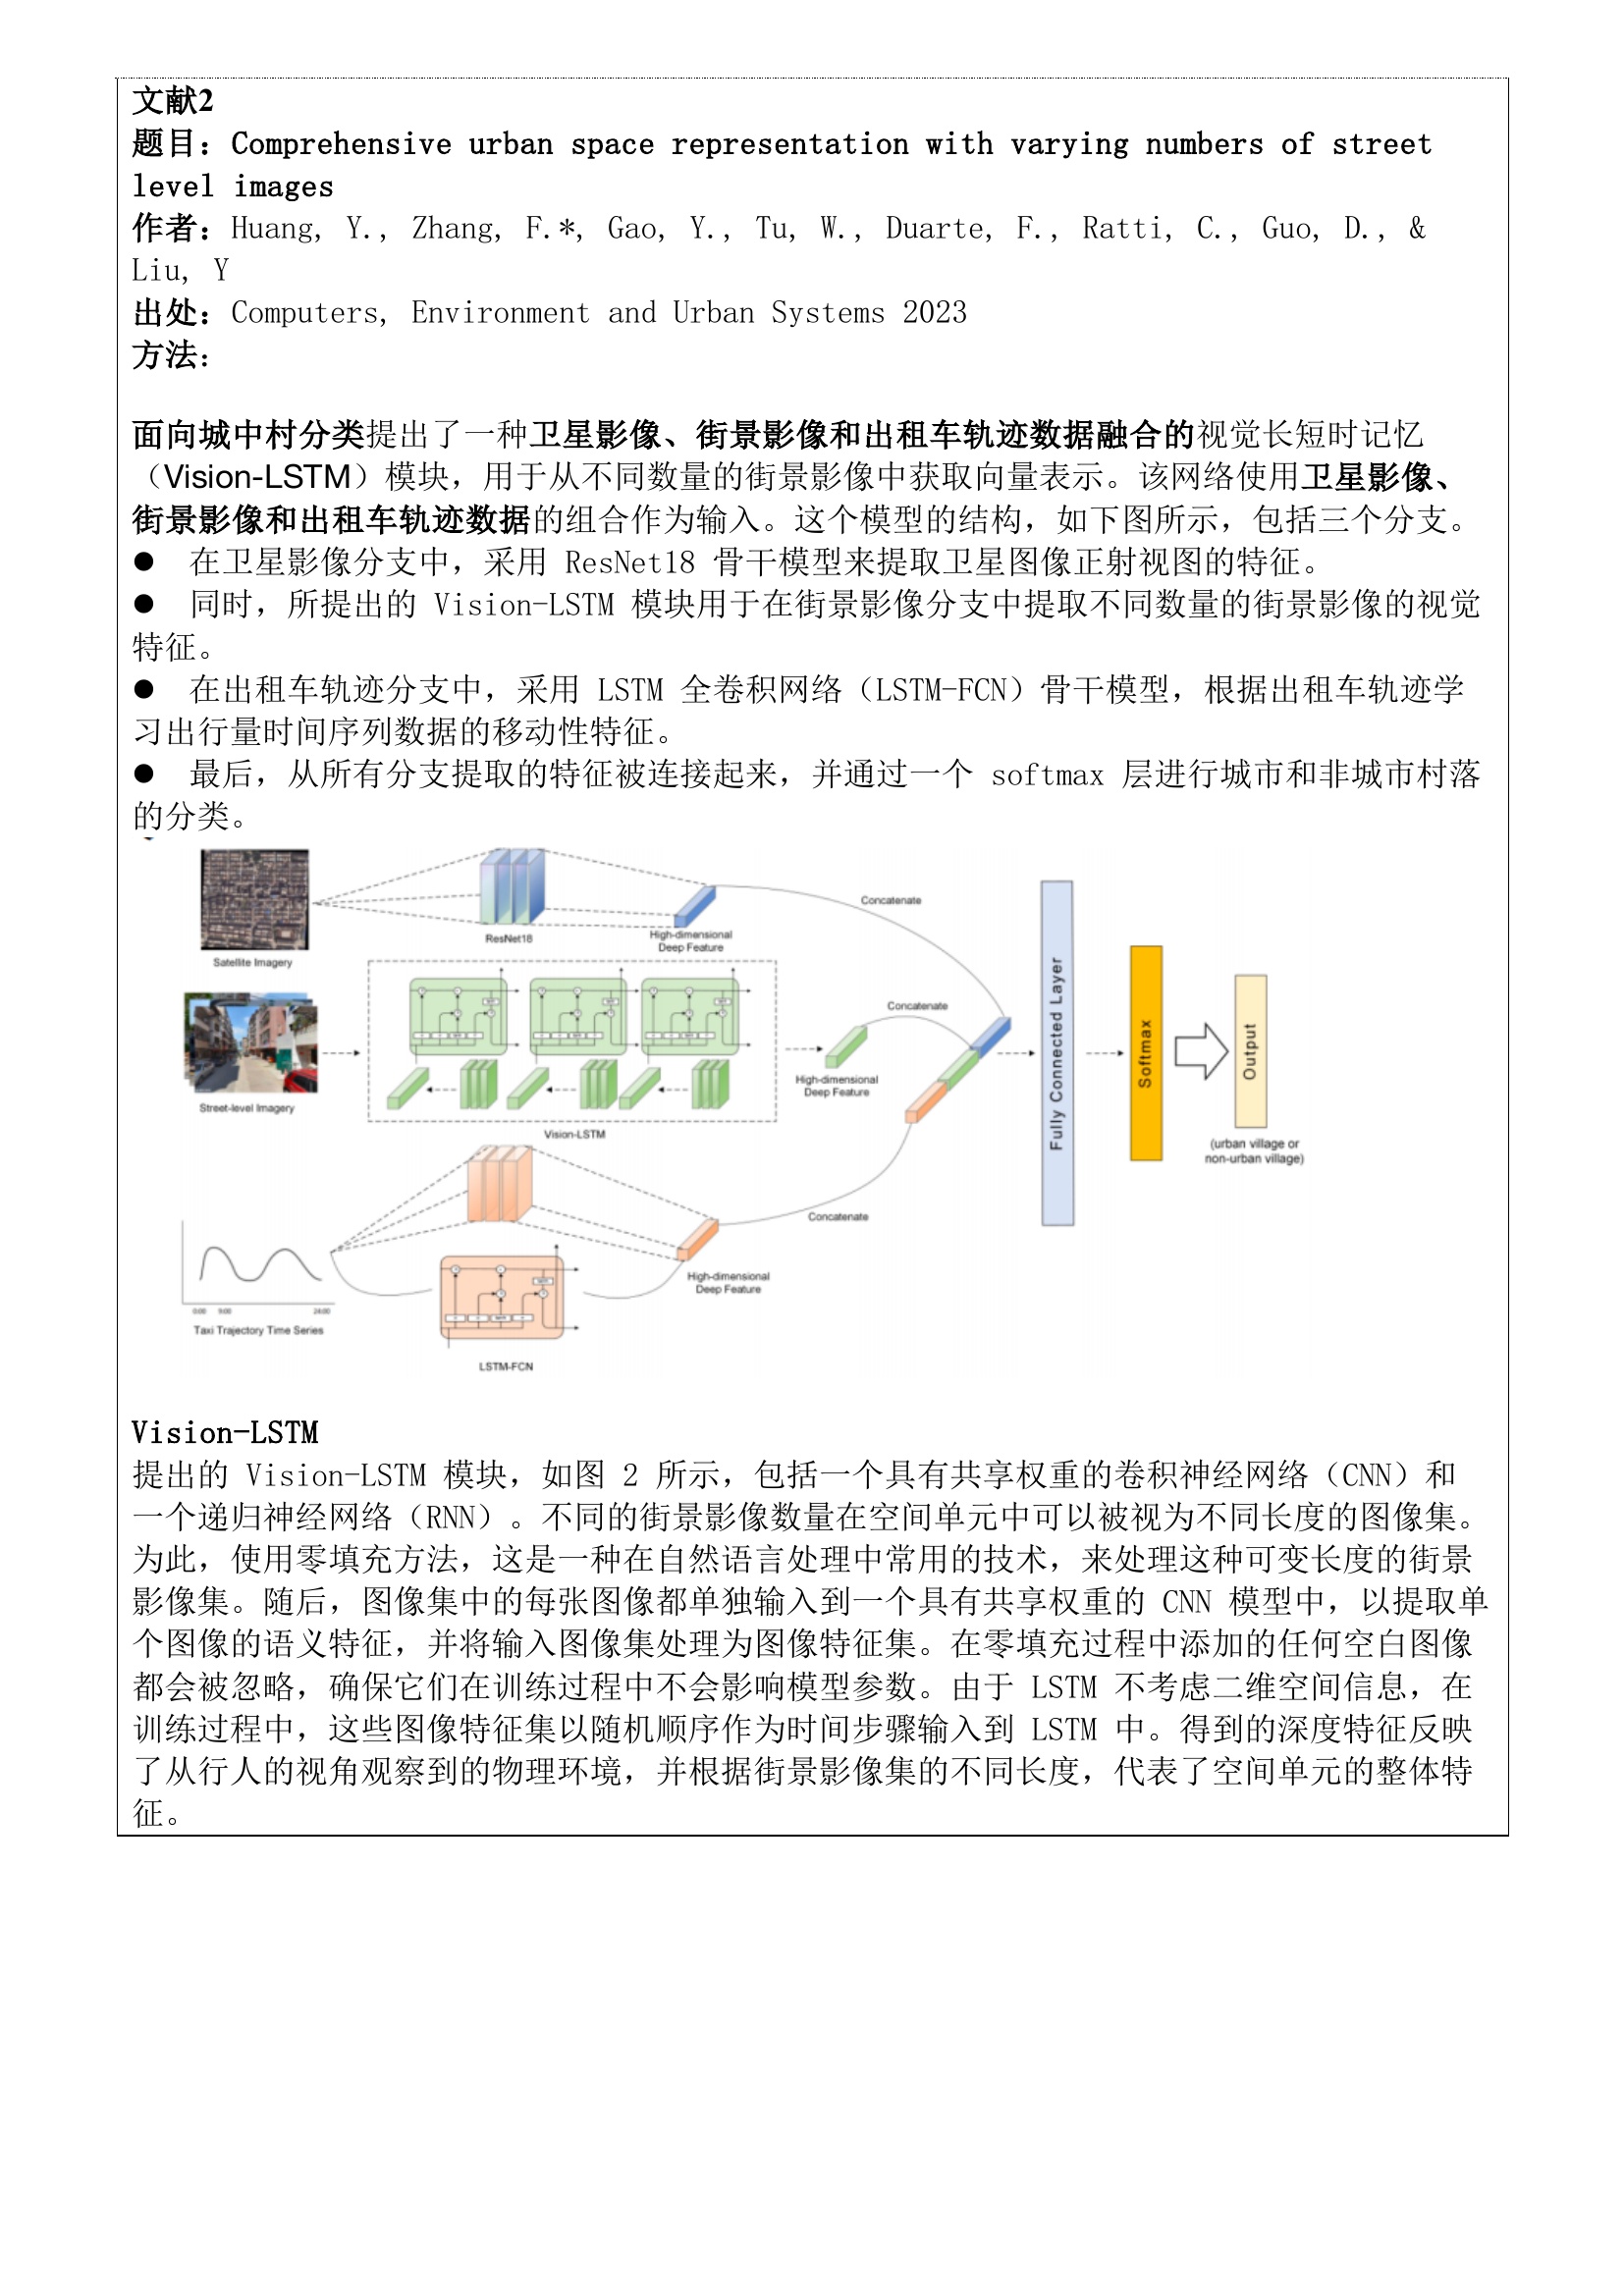 文献2
题目：Comprehensive urban space representation with varying numbers of street
level images
作者：Huang, Y., Zhang, F.*, Gao, Y., Tu, W., Duarte, F., Ratti, C., Guo, D., &
Liu, Y
出处：Computers, Environment and Urban Systems 2023
方法：
面向城中村分类提出了一种卫星影像、街景影像和出租车轨迹数据融合的视觉长短时记忆
（Vision-LSTM）模块，用于从不同数量的街景影像中获取向量表示。该网络使用卫星影像、
街景影像和出租车轨迹数据的组合作为输入。这个模型的结构，如下图所示，包括三个分支。
● 在卫星影像分支中，采用 ResNet18 骨干模型来提取卫星图像正射视图的特征。
● 同时，所提出的 Vision-LSTM 模块用于在街景影像分支中提取不同数量的街景影像的视觉
特征。
● 在出租车轨迹分支中，采用 LSTM 全卷积网络（LSTM-FCN）骨干模型，根据出租车轨迹学
习出行量时间序列数据的移动性特征。
● 最后，从所有分支提取的特征被连接起来，并通过一个 softmax 层进行城市和非城市村落
的分类。
Satellite Imagery
ResNet18
High-dimensional
Deep Feature
Concatenate
Street-level Imagery
Vision-LSTM
High-dimensional
Deep Feature
Concatenate
Fully Connected Layer
Softmax
Output
(urban village or
non-urban village)
0:00 9:00 24:00
Taxi Trajectory Time Series
LSTM-FCN
High-dimensional
Deep Feature
Concatenate
Vision-LSTM
提出的 Vision-LSTM 模块，如图 2 所示，包括一个具有共享权重的卷积神经网络（CNN）和
一个递归神经网络（RNN）。不同的街景影像数量在空间单元中可以被视为不同长度的图像集。
为此，使用零填充方法，这是一种在自然语言处理中常用的技术，来处理这种可变长度的街景
影像集。随后，图像集中的每张图像都单独输入到一个具有共享权重的 CNN 模型中，以提取单
个图像的语义特征，并将输入图像集处理为图像特征集。在零填充过程中添加的任何空白图像
都会被忽略，确保它们在训练过程中不会影响模型参数。由于 LSTM 不考虑二维空间信息，在
训练过程中，这些图像特征集以随机顺序作为时间步骤输入到 LSTM 中。得到的深度特征反映
了从行人的视角观察到的物理环境，并根据街景影像集的不同长度，代表了空间单元的整体特
征。